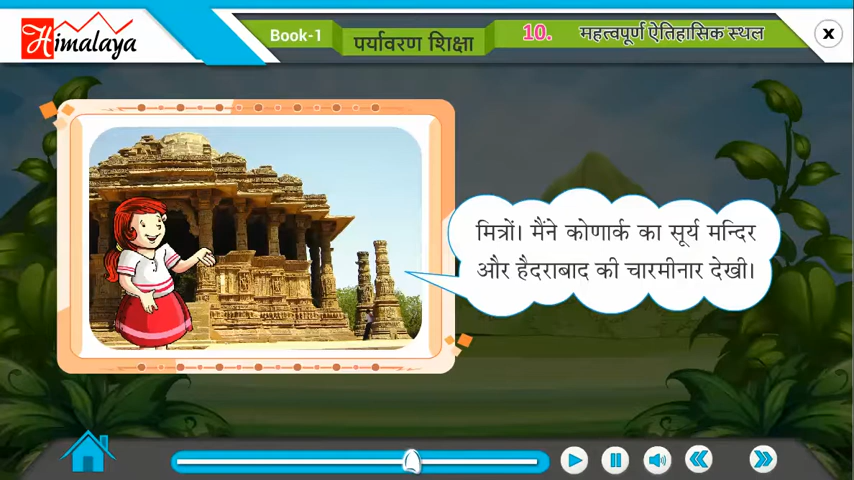 Himalaya
Book-1
पर्यावरण शिक्षा
10. महत्वपूर्ण ऐतिहासिक स्थल
मित्रों। मैंने कोणार्क का सूर्य मन्दिर
और हैदराबाद की चारमीनार देखी।